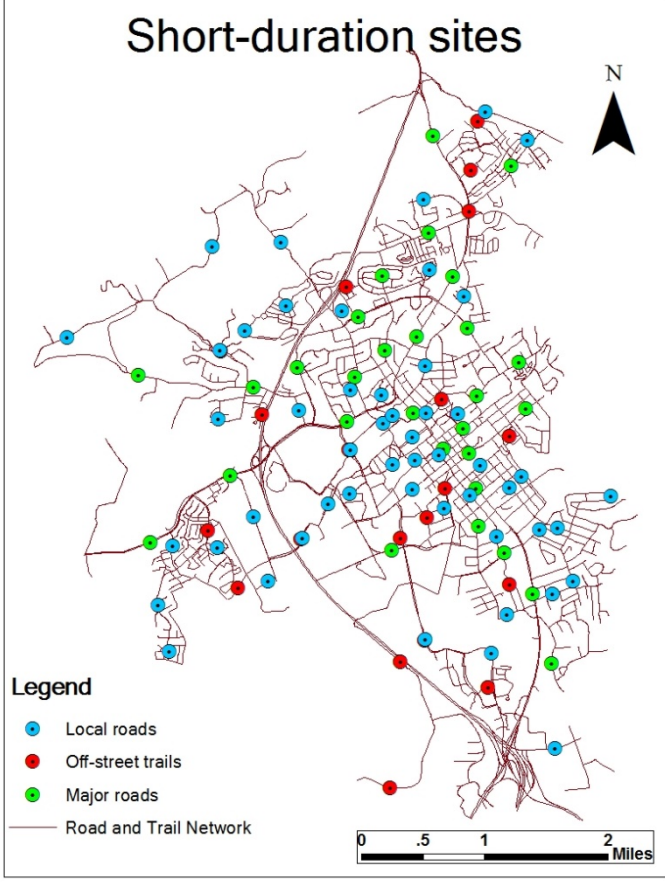 Short-duration sites
N
Legend
Local roads
Off-street trails
Major roads
Road and Trail Network
0 .5 1 2
Miles